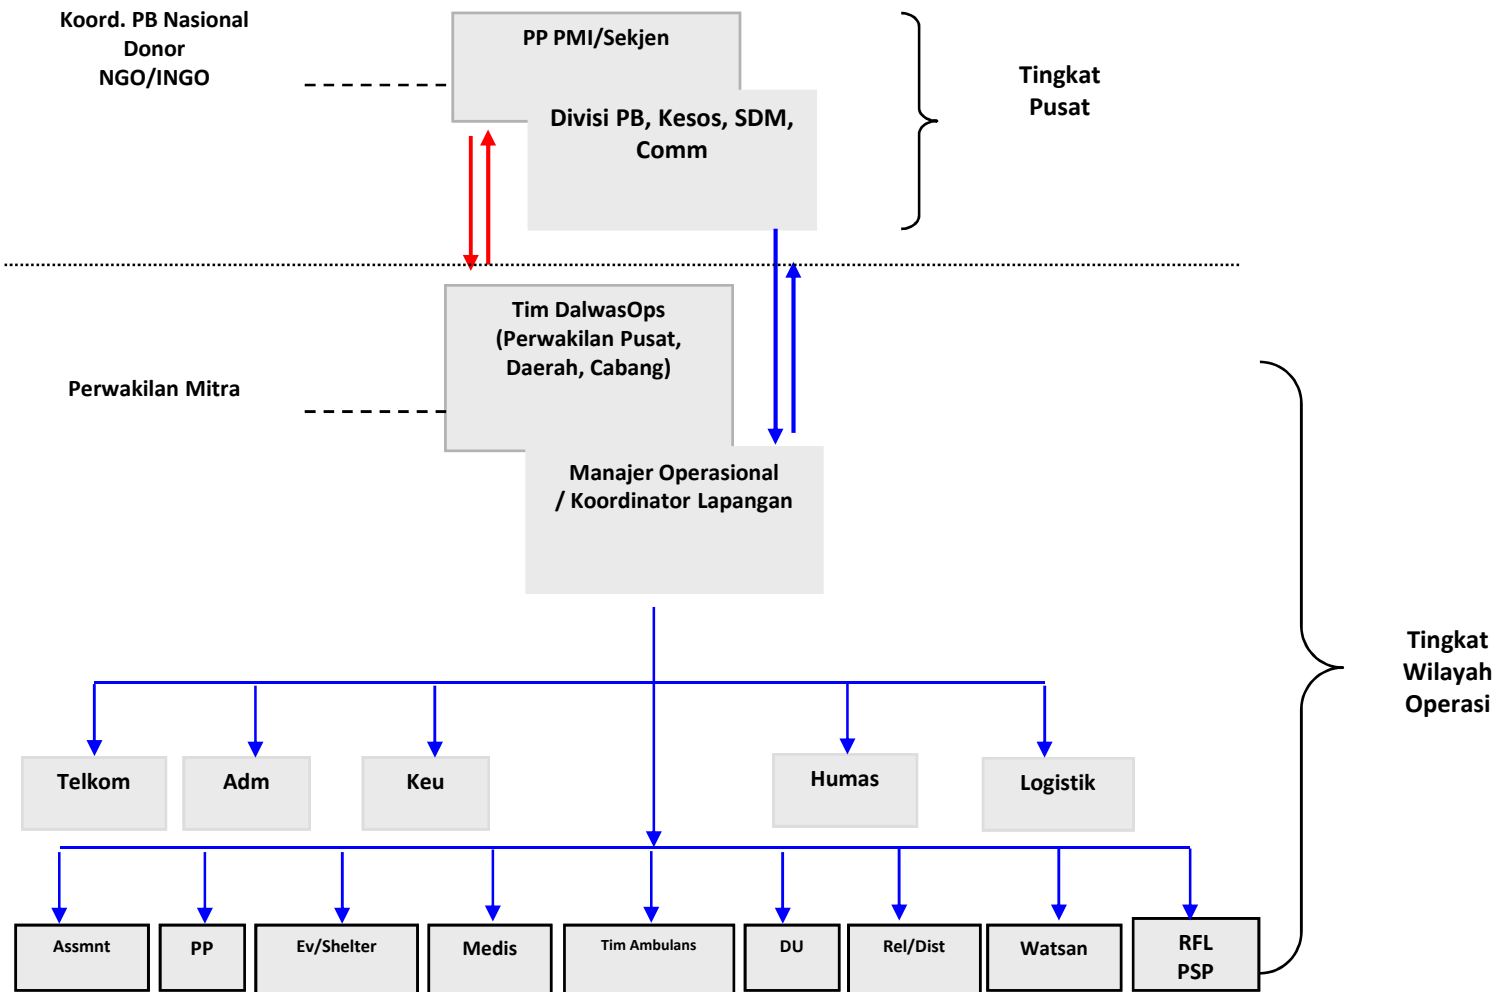 Koord. PB Nasional
Donor
NGO/INGO
PP PMI/Sekjen
Divisi PB, Kesos, SDM,
Comm
Tingkat
Pusat
Tim DalwasOps
(Perwakilan Pusat,
Daerah, Cabang)
Perwakilan Mitra
Manajer Operasional
/ Koordinator Lapangan
Tingkat
Wilayah
Operasi
Telkom
Adm
Keu
Humas
Logistik
Assmnt
PP
Ev/Shelter
Medis
Tim Ambulans
DU
Rel/Dist
Watsan
RFL
PSP